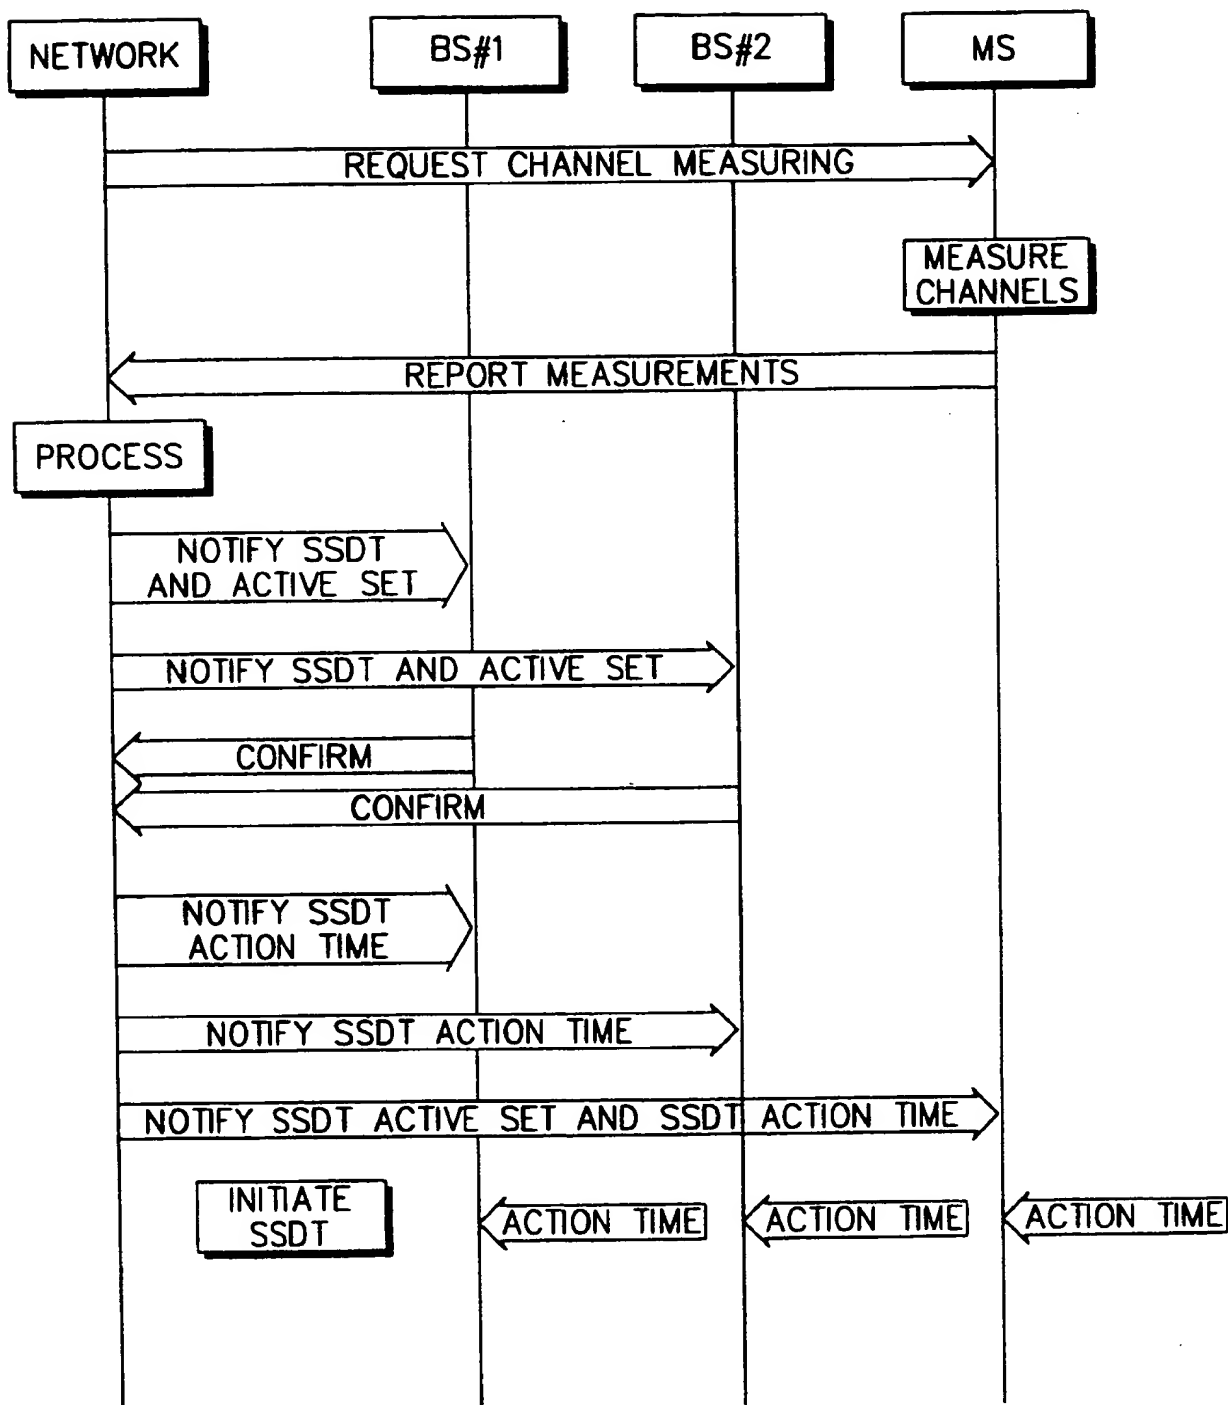 NETWORK
BS#1
BS#2
MS
REQUEST CHANNEL MEASURING
MEASURE
CHANNELS
REPORT MEASUREMENTS
PROCESS
NOTIFY SSDT
AND ACTIVE SET
NOTIFY SSDT AND ACTIVE SET
CONFIRM
CONFIRM
NOTIFY SSDT
ACTION TIME
NOTIFY SSDT ACTION TIME
NOTIFY SSDT ACTIVE SET AND SSDT ACTION TIME
INITIATE
SSDT
ACTION TIME
ACTION TIME
ACTION TIME